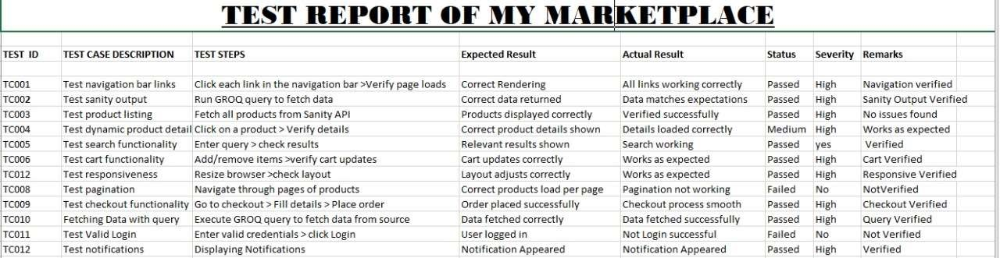 TEST REPORT OF MY MARKETPLACE
TEST ID TEST CASE DESCRIPTION TEST STEPS Expected Result Actual Result Status Severity Remarks
TC001 Test navigation bar links Click each link in the navigation bar >Verify page loads Correct Rendering All links working correctly Passed High Navigation verified
TC002 Test sanity output Run GROQ query to fetch data Correct data returned Data matches expectations Passed High Sanity Output Verified
TC003 Test product listing Fetch all products from Sanity API Products displayed correctly Verified successfully Passed High No issues found
TC004 Test dynamic product detail Click on a product > Verify details Correct product details shown Details loaded correctly Medium High Works as expected
TC005 Test search functionality Enter query > check results Relevant results shown Search working Passed yes Verified
TC006 Test cart functionality Add/remove items >verify cart updates Cart updates correctly Works as expected Passed High Cart Verified
TC012 Test responsiveness Resize browser >check layout Layout adjusts correctly Works as expected Passed High Responsive Verified
TC008 Test pagination Navigate through pages of products Correct products load per page Pagination not working Failed No NotVerified
TC009 Test checkout functionality Go to checkout > Fill details > Place order Order placed successfully Checkout process smooth Passed High Checkout Verified
TC010 Fetching Data with query Execute GROQ query to fetch data from source Data fetched correctly Data fetched successfully Passed High Query Verified
TC011 Test Valid Login Enter valid credentials > click Login User logged in Not Login successful Failed No Not Verified
TC012 Test notifications Displaying Notifications Notification Appeared Notification Appeared Passed High Verified